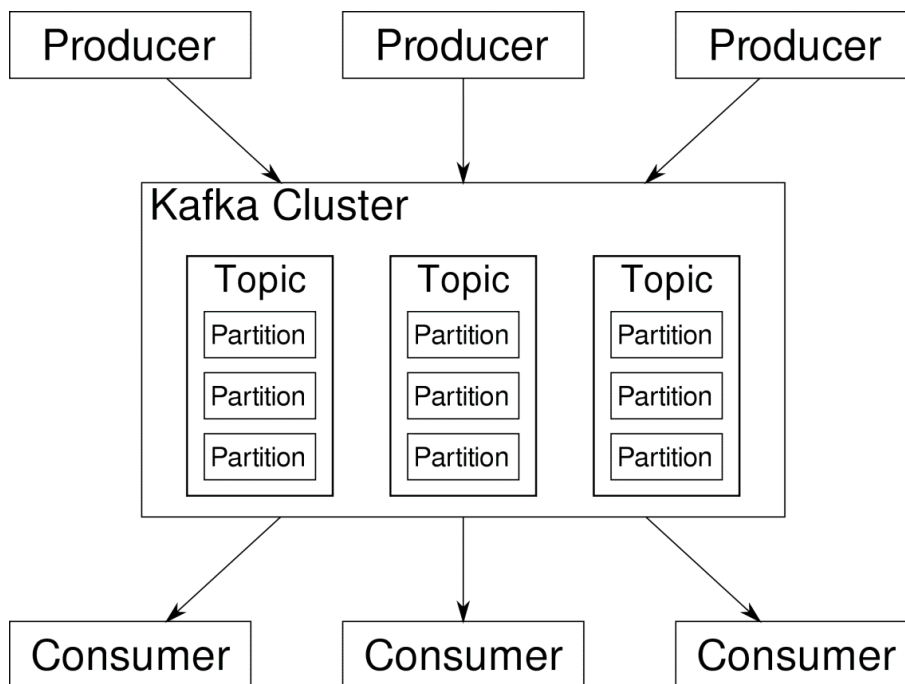 Producer Producer Producer
Kafka Cluster
Topic Topic Topic
Partition Partition Partition
Partition Partition Partition
Partition Partition Partition
Consumer Consumer Consumer